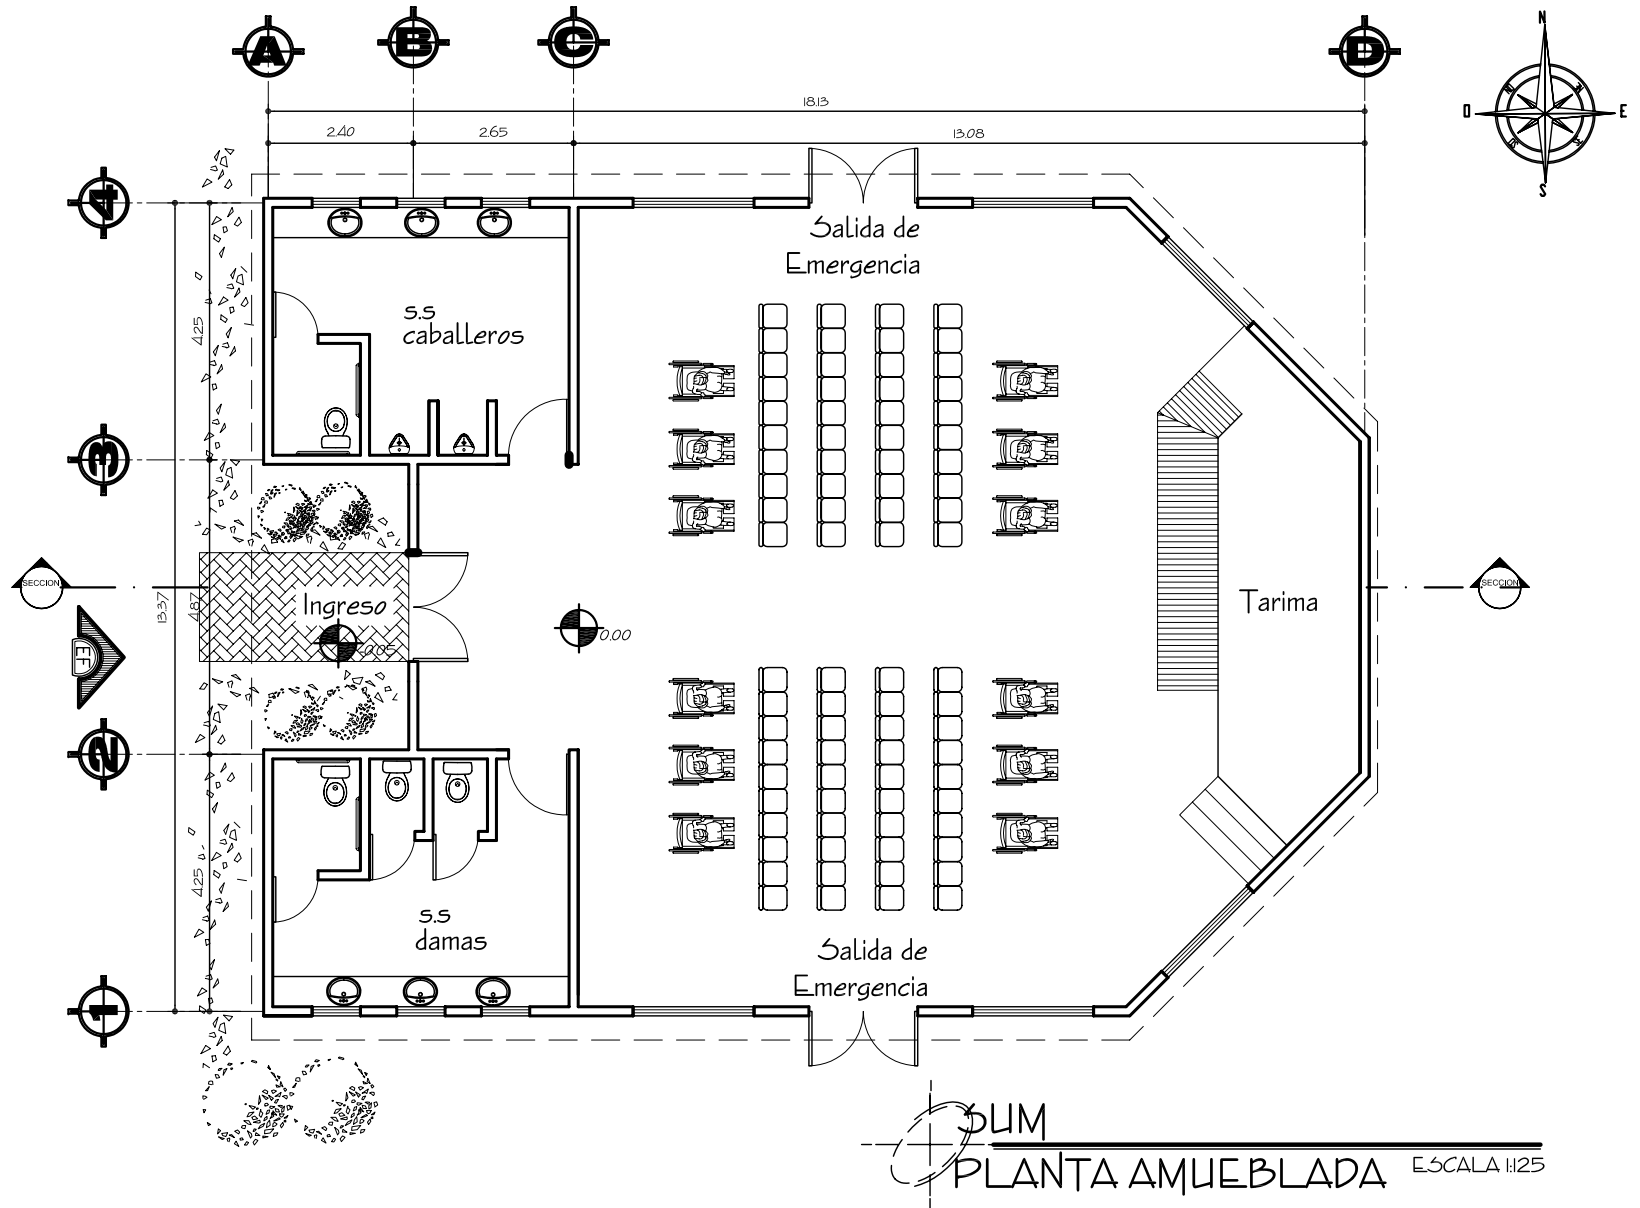 A
B
C
D
N
O
E
S
N
N
S
S
18.13
2.40
2.65
13.08
4
3
2
1
4.25
13.37
4.87
4.25
Salida de
Emergencia
s.s
caballeros
SECCION
SECCION
Ingreso
Tarima
0.00
-0.05
EF
s.s
damas
Salida de
Emergencia
SUM
PLANTA AMUEBLADA
ESCALA 1:125